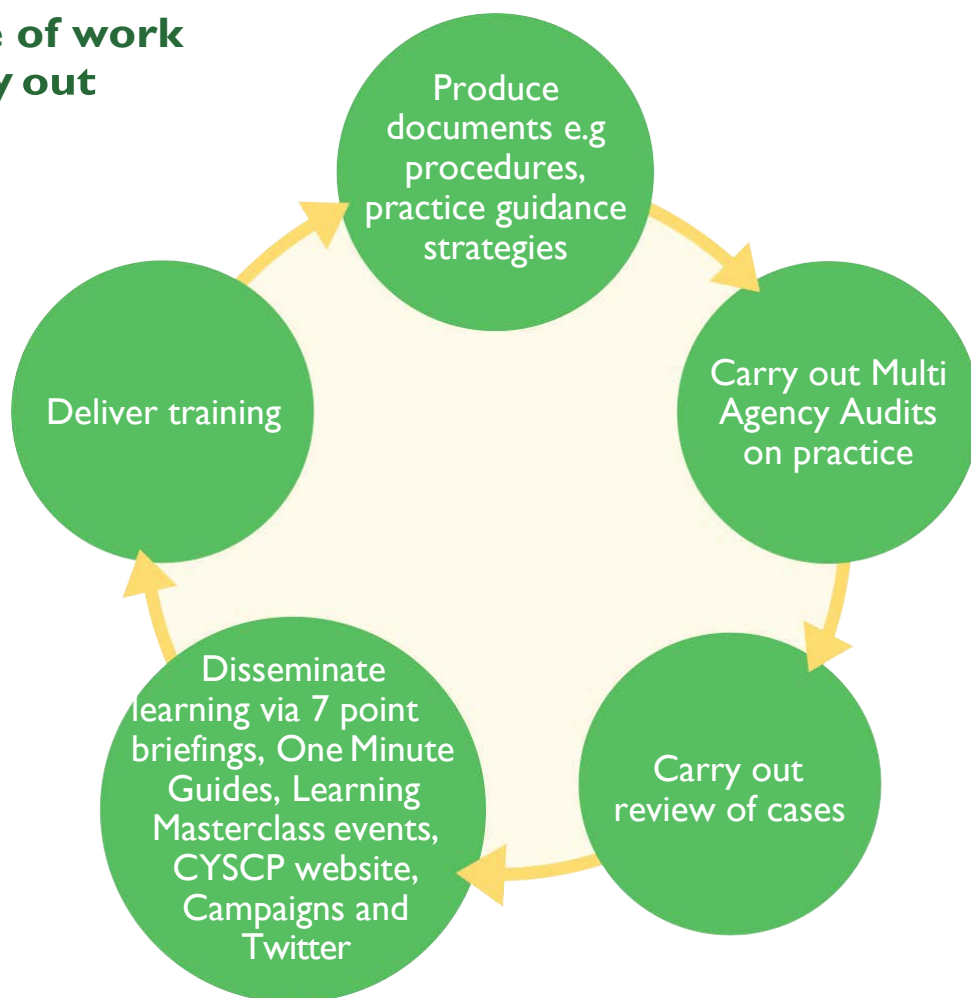 of work
out
Produce
documents e.g
procedures,
practice guidance
strategies
Carry out Multi
Agency Audits
on practice
Carry out
review of cases
Disseminate
learning via 7 point
briefings, One Minute
Guides, Learning
Masterclass events,
CYSCP website,
Campaigns and
Twitter
Deliver training